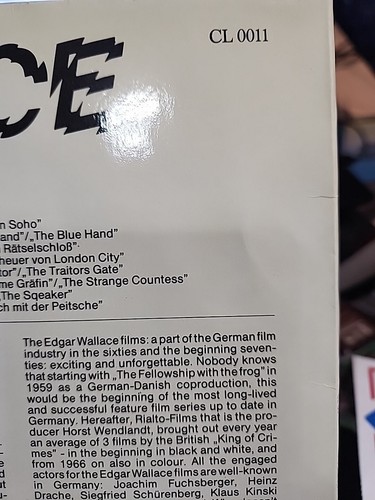 CL 0011
CE
n Soho"
and"/„The Blue Hand"
Rätselschloß"
heuer von London City"
tor"/„The Traitors Gate"
me Gräfin"/„The Strange Countess"
„The Sqeaker"
ch mit der Peitsche"
The Edgar Wallace films: a part of the German film
industry in the sixties and the beginning seven-
ties: exciting and unforgettable. Nobody knows
that starting with „The Fellowship with the frog" in
1959 as a German-Danish coproduction, this
would be the beginning of the most long-lived
and successful feature film series up to date in
Germany. Hereafter, Rialto-Films that is the pro-
ducer Horst Wendlandt, brought out every year
an average of 3 films by the British „King of Cri-
mes" - in the beginning in black and white, and
from 1966 on also in colour. All the engaged
actors for the Edgar Wallace films are well-known
in Germany: Joachim Fuchsberger, Heinz
Drache, Siegfried Schürenberg, Klaus Kinski